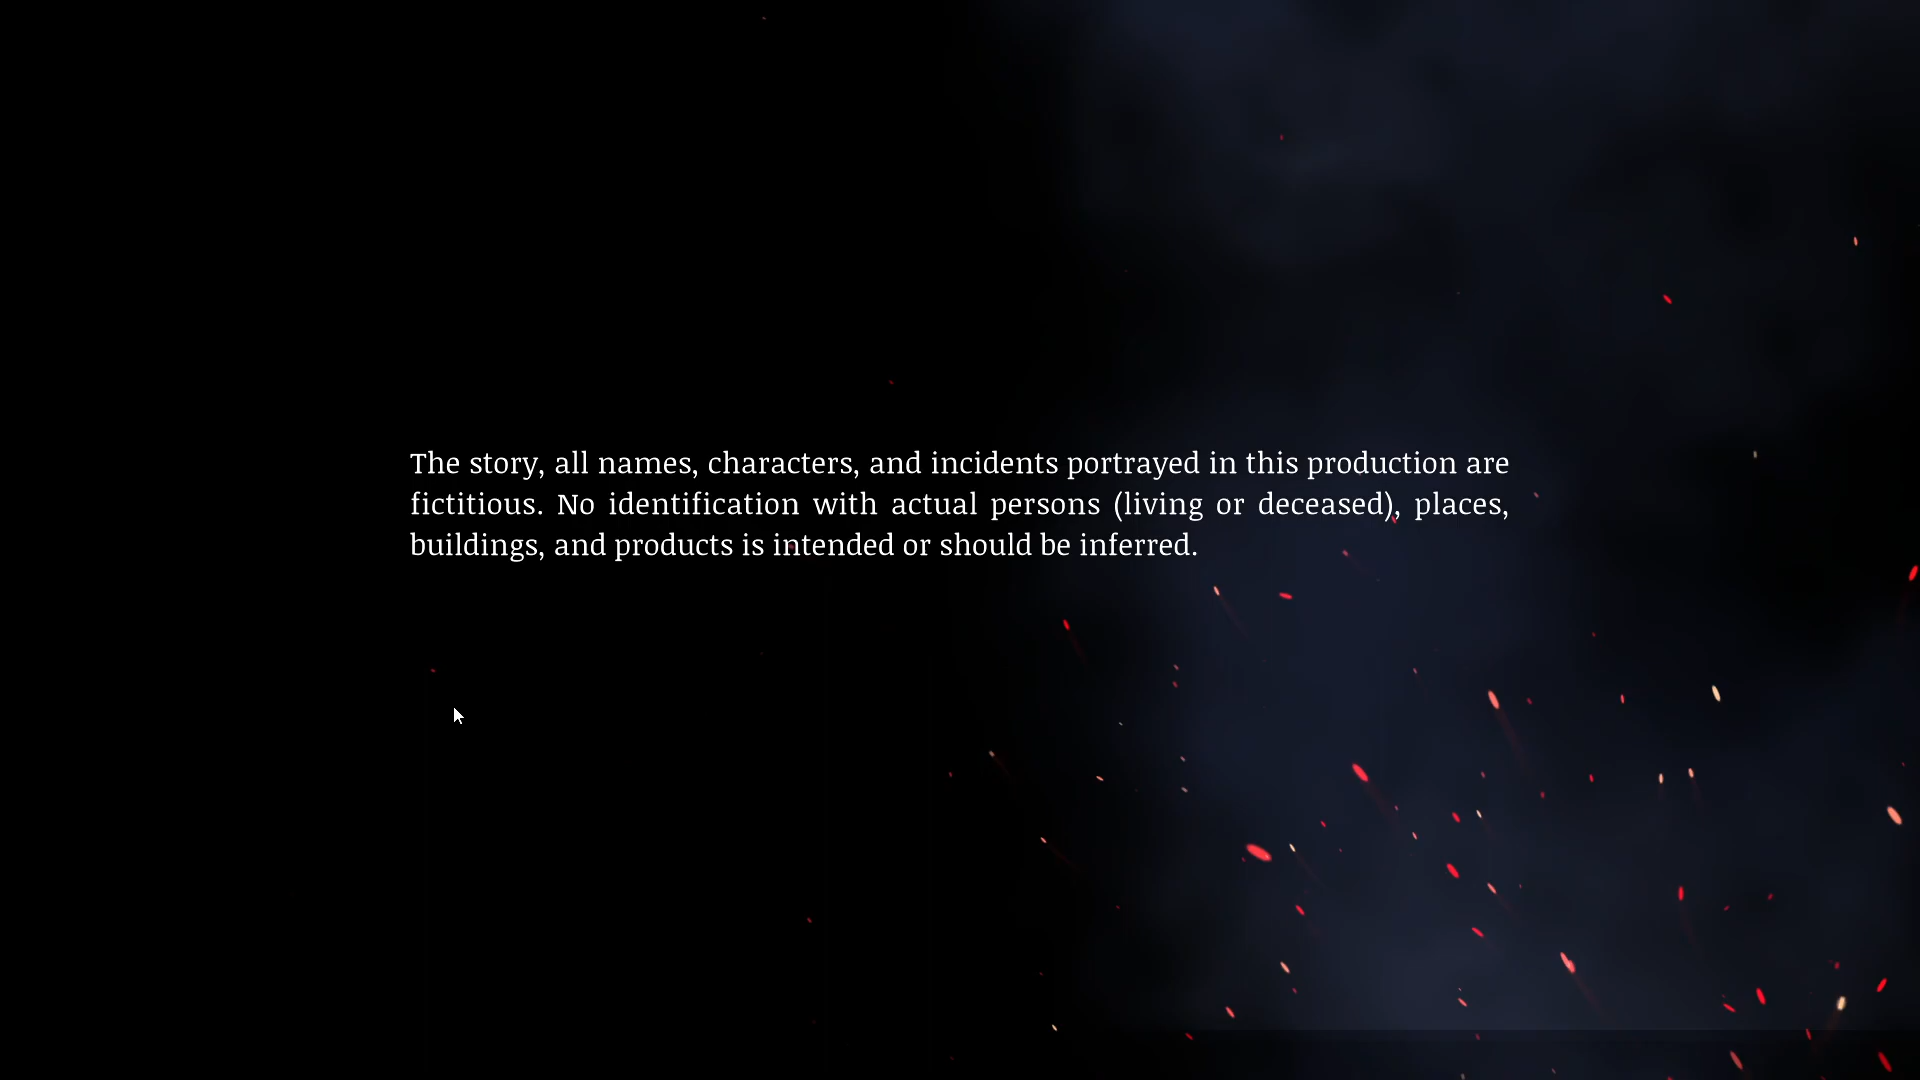 The story, all names, characters, and incidents portrayed in this production are
fictitious. No identification with actual persons (living or deceased), places,
buildings, and products is intended or should be inferred.